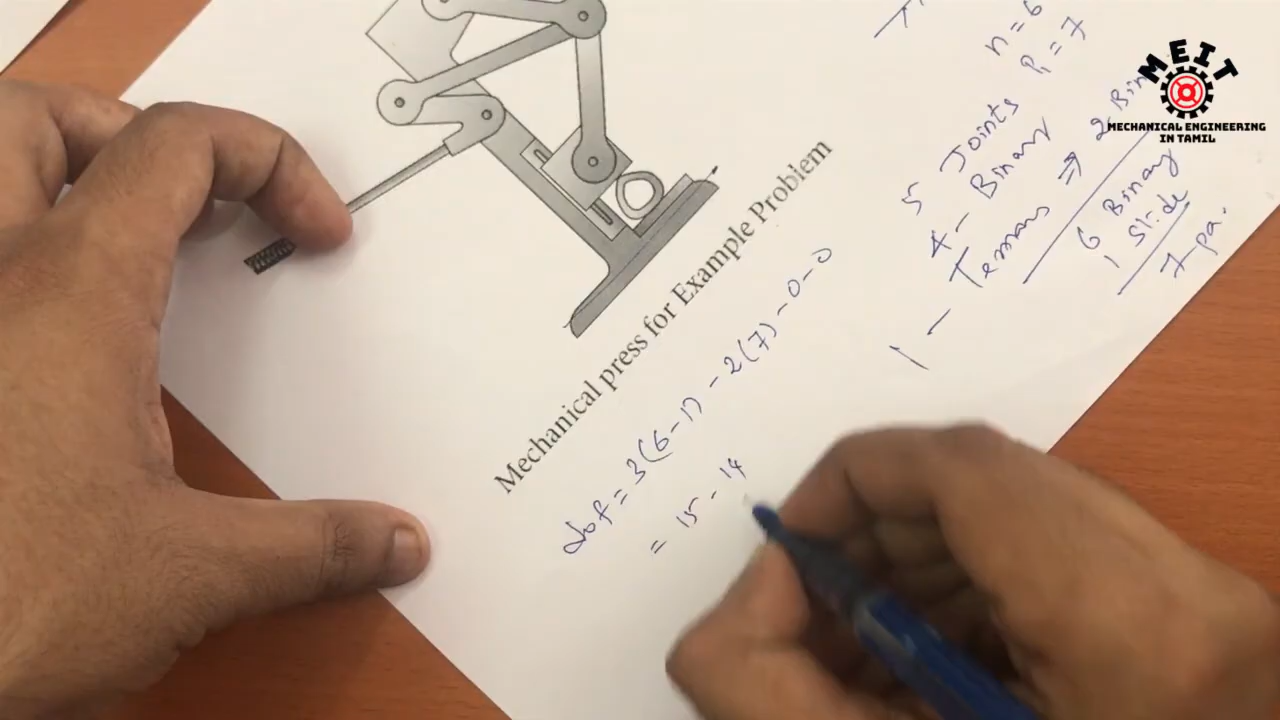 n = 6
P = 7
5 Joints
4 - Binary
1 - Ternary ⇒ 2 Bin
6 Binary
1 Slide
7 pa.
Mechanical press for Example Problem
dof = 3(6-1) - 2(7) - 0 - 0
= 15 - 14
MEIT
MECHANICAL ENGINEERING
IN TAMIL